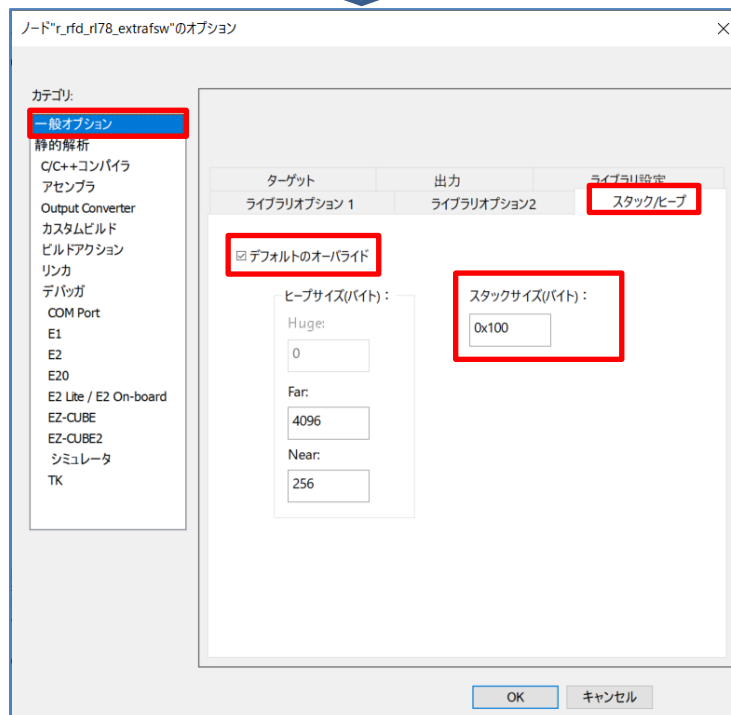 ノード"r_rfd_rl78_extrafsw"のオプション
カテゴリ:
一般オプション
静的解析
C/C++コンパイラ
アセンブラ
Output Converter
カスタムビルド
ビルドアクション
リンカ
デバッガ
COM Port
E1
E2
E20
E2 Lite / E2 On-board
EZ-CUBE
EZ-CUBE2
シミュレータ
TK
ターゲット 出力 ライブラリ設定
ライブラリオプション 1 ライブラリオプション2 スタック/ヒープ
デフォルトのオーバライド
ヒープサイズ(バイト): スタックサイズ(バイト):
Huge: 0x100
0
Far:
4096
Near:
256
OK キャンセル